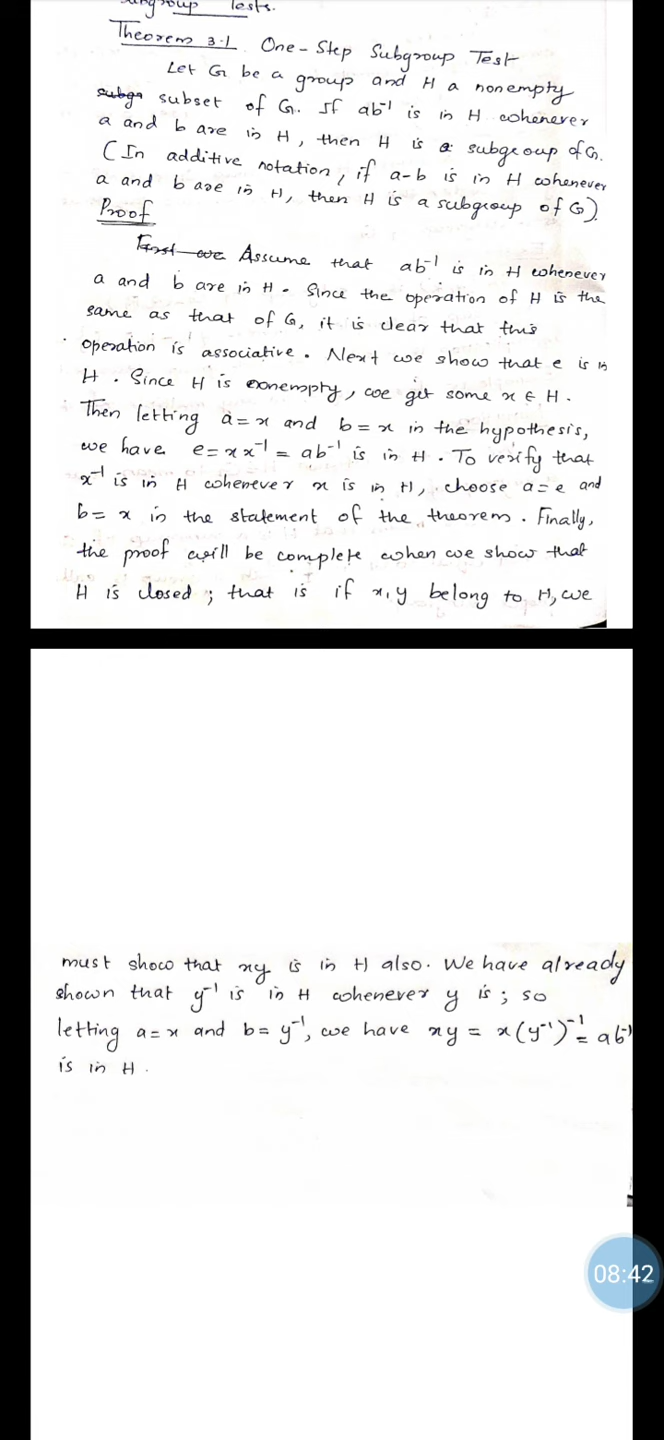 Subgroup Tests.
Theorem 3.1 One-Step Subgroup Test
Let G be a group and H a nonempty
subgr subset of G. If ab⁻¹ is in H whenever
a and b are in H, then H is a subgroup of G.
(In additive notation, if a-b is in H whenever
a and b are in H, then H is a subgroup of G)
Proof
First we Assume that ab⁻¹ is in H whenever
a and b are in H. Since the operation of H is the
same as that of G, it is clear that this
operation is associative. Next we show that e is in
H. Since H is nonempty, we get some x ∈ H.
Then letting a=x and b=x in the hypothesis,
we have e=xx⁻¹ = ab⁻¹ is in H. To verify that
x⁻¹ is in H whenever x is in H, choose a=e and
b=x in the statement of the theorem. Finally,
the proof will be complete when we show that
H is closed; that is if x,y belong to H, we
must show that xy is in H also. We have already
shown that y⁻¹ is in H whenever y is; so
letting a=x and b=y⁻¹, we have xy = x(y⁻¹)⁻¹ = ab⁻¹
is in H.
08:42